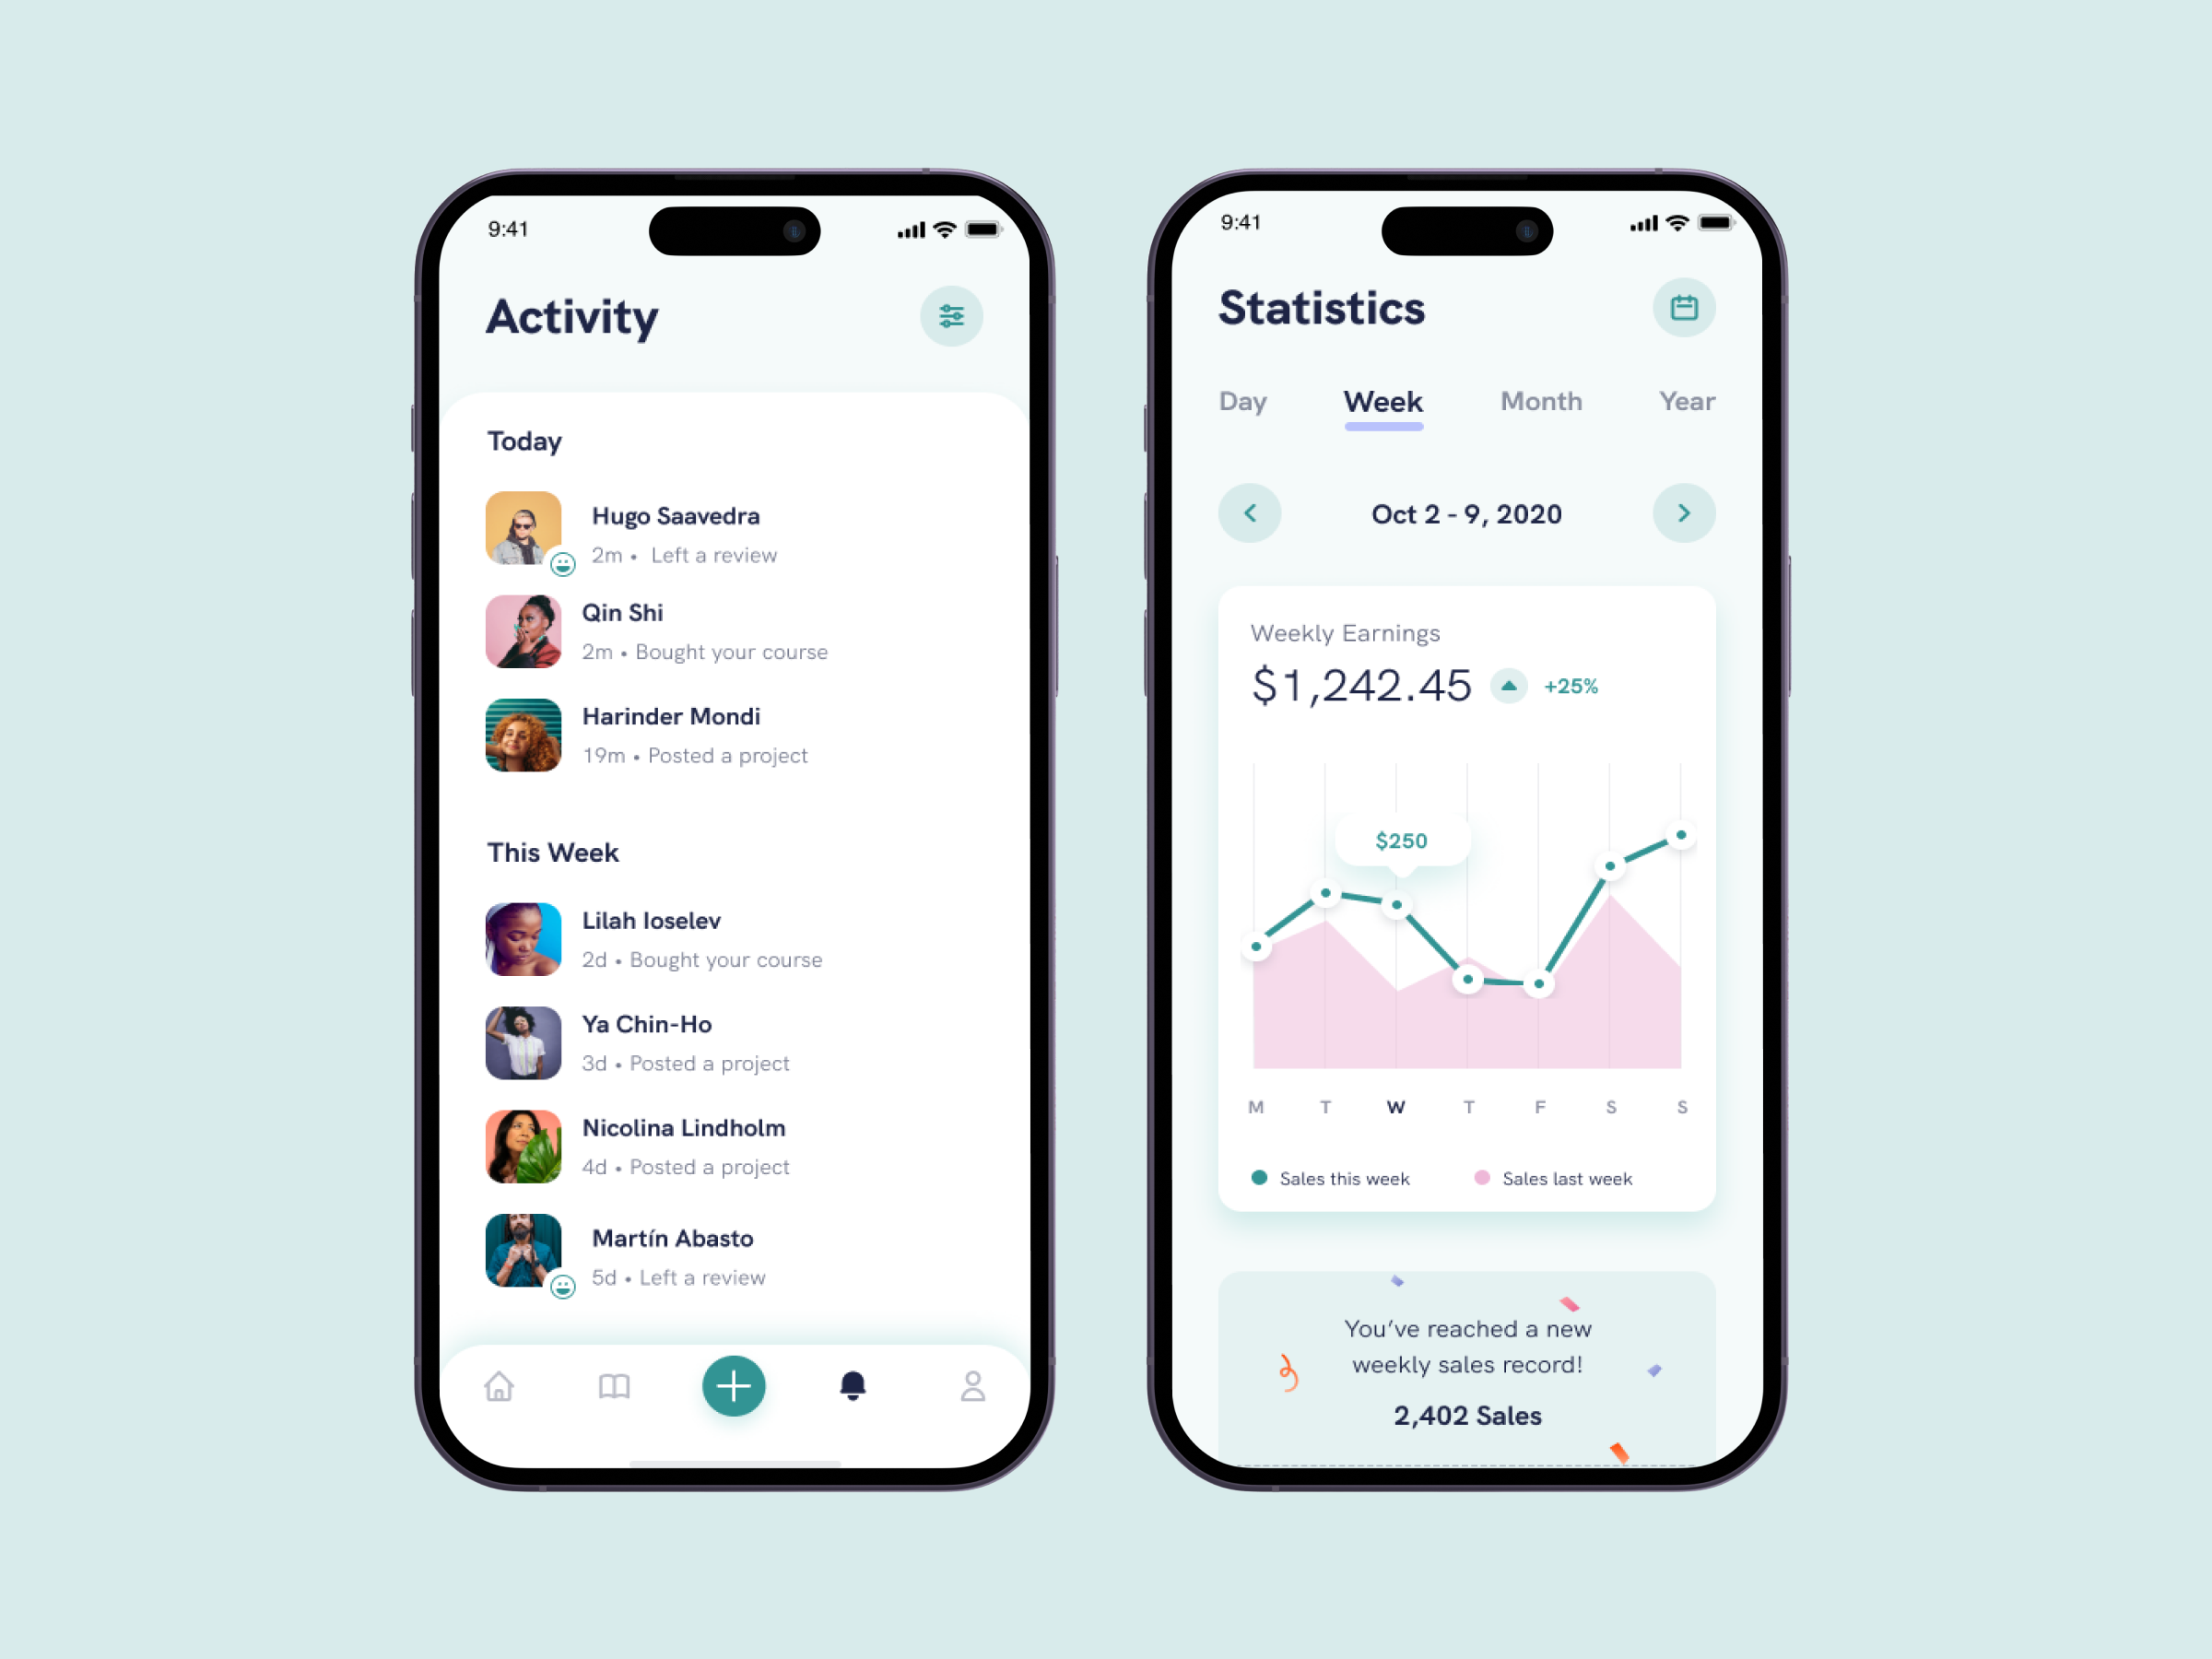 9:41
Activity
Today
Hugo Saavedra
2m • Left a review
Qin Shi
2m • Bought your course
Harinder Mondi
19m • Posted a project
This Week
Lilah Ioselev
2d • Bought your course
Ya Chin-Ho
3d • Posted a project
Nicolina Lindholm
4d • Posted a project
Martín Abasto
5d • Left a review
9:41
Statistics
Day Week Month Year
Oct 2 - 9, 2020
Weekly Earnings
$1,242.45 +25%
$250
M T W T F S S
Sales this week Sales last week
You’ve reached a new
weekly sales record!
2,402 Sales